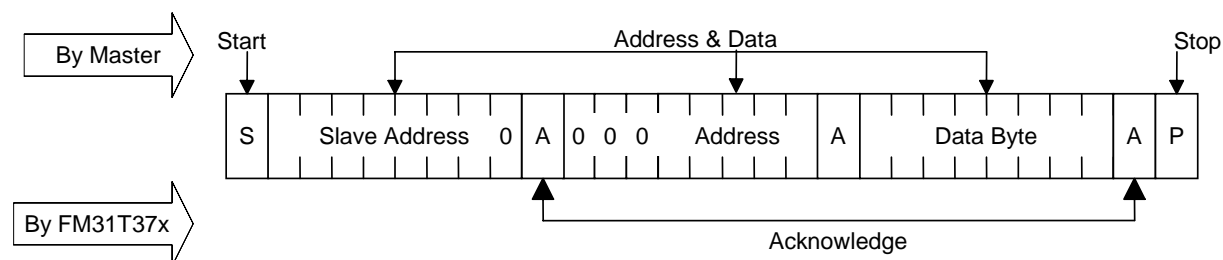 By Master
Start
Address & Data
Stop
S Slave Address 0 A 0 0 0 Address A Data Byte A P
By FM31T37x
Acknowledge